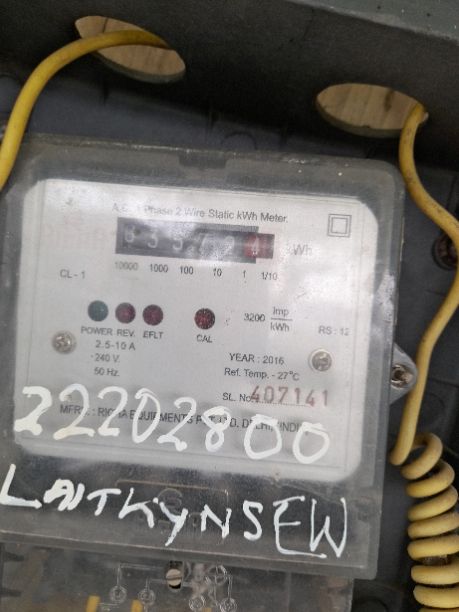 A.C. 1 Phase 2 Wire Static kWh Meter.
kWh
10000 1000 100 10 1 1/10
CL - 1
3200 Imp/kWh
RS : 12
POWER REV. EFLT CAL
2.5-10 A
240 V.
50 Hz.
YEAR : 2016
Ref. Temp. - 27°C
SL. No. 407141
22202800
LAITKYNSEW